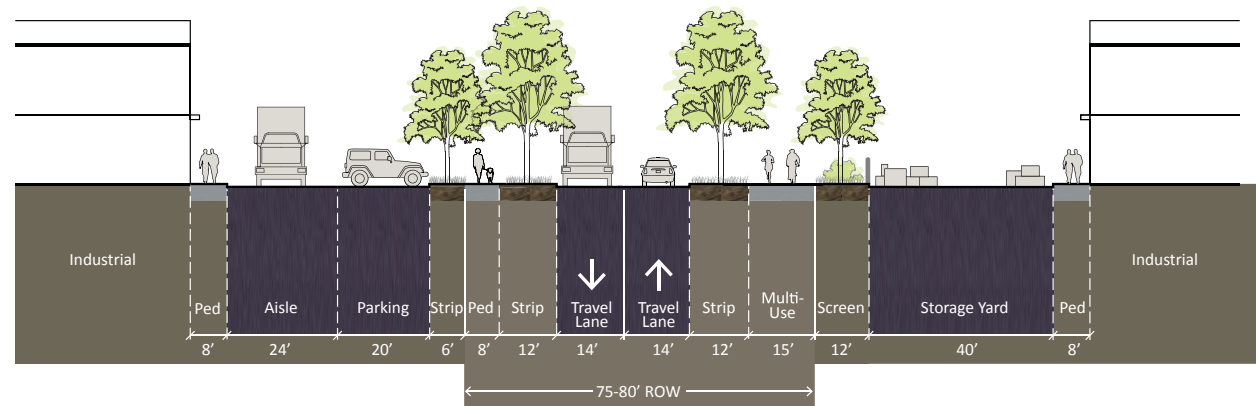 Industrial
Ped
Aisle
Parking
Strip
Ped
Strip
Travel
Lane
Travel
Lane
Strip
Multi-
Use
Screen
Storage Yard
Ped
Industrial
8’
24’
20’
6’
8’
12’
14’
14’
12’
15’
12’
40’
8’
75-80’ ROW